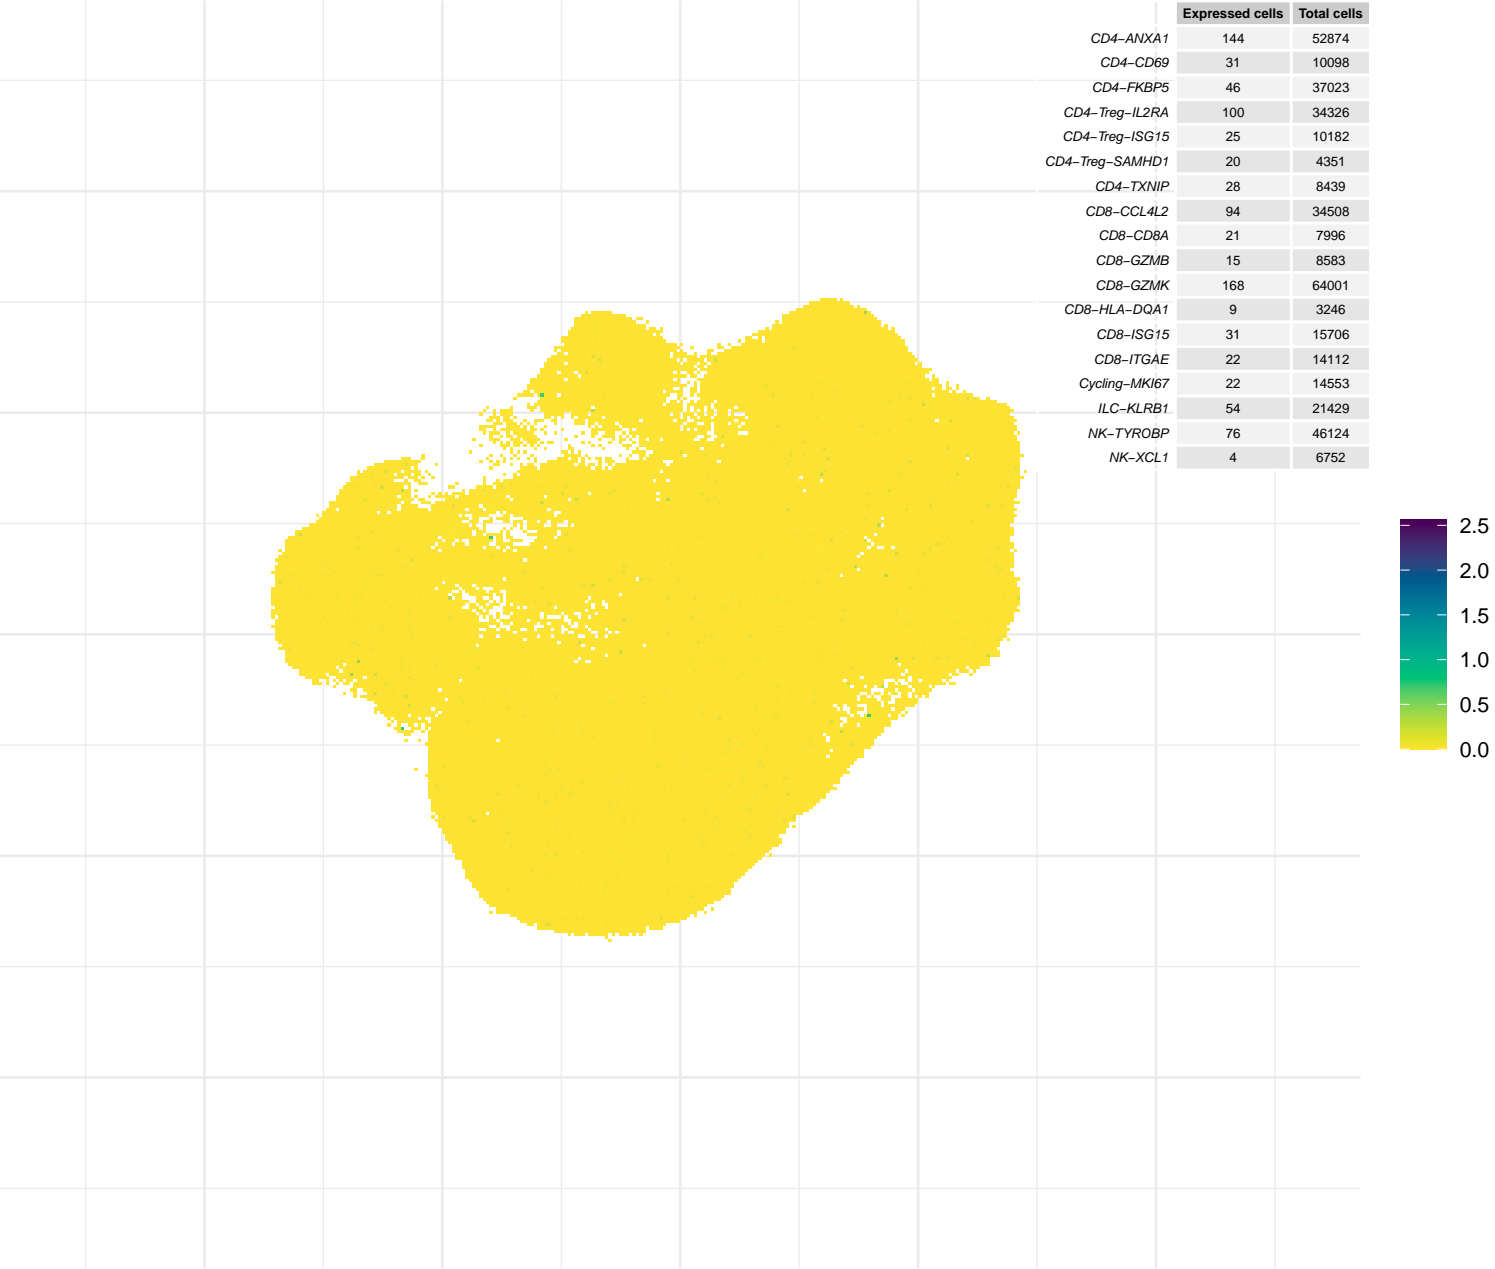 Expressed cells Total cells
CD4−ANXA1 144 52874
CD4−CD69 31 10098
CD4−FKBP5 46 37023
CD4−Treg−IL2RA 100 34326
CD4−Treg−ISG15 25 10182
CD4−Treg−SAMHD1 20 4351
CD4−TXNIP 28 8439
CD8−CCL4L2 94 34508
CD8−CD8A 21 7996
CD8−GZMB 15 8583
CD8−GZMK 168 64001
CD8−HLA−DQA1 9 3246
CD8−ISG15 31 15706
CD8−ITGAE 22 14112
Cycling−MKI67 22 14553
ILC−KLRB1 54 21429
NK−TYROBP 76 46124
NK−XCL1 4 6752
2.5
2.0
1.5
1.0
0.5
0.0